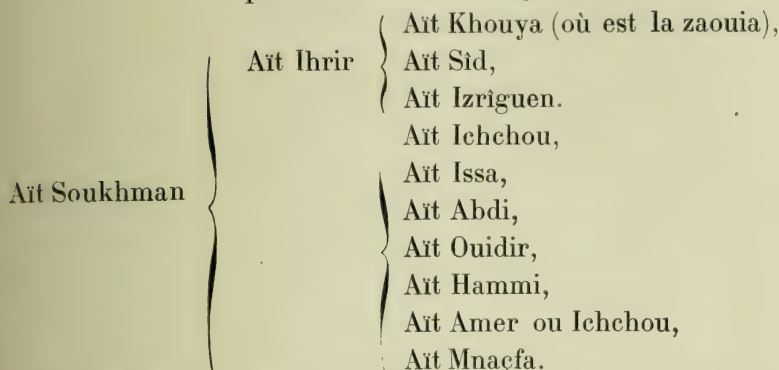 Aït Khouya (où est la zaouia),
Aït Ihrir
Aït Sîd,
Aït Izrîguen.
Aït Ichchou,
Aït Issa,
Aït Soukhman
Aït Abdi,
Aït Ouidir,
Aït Hammi,
Aït Amer ou Ichchou,
Aït Mnaçfa.